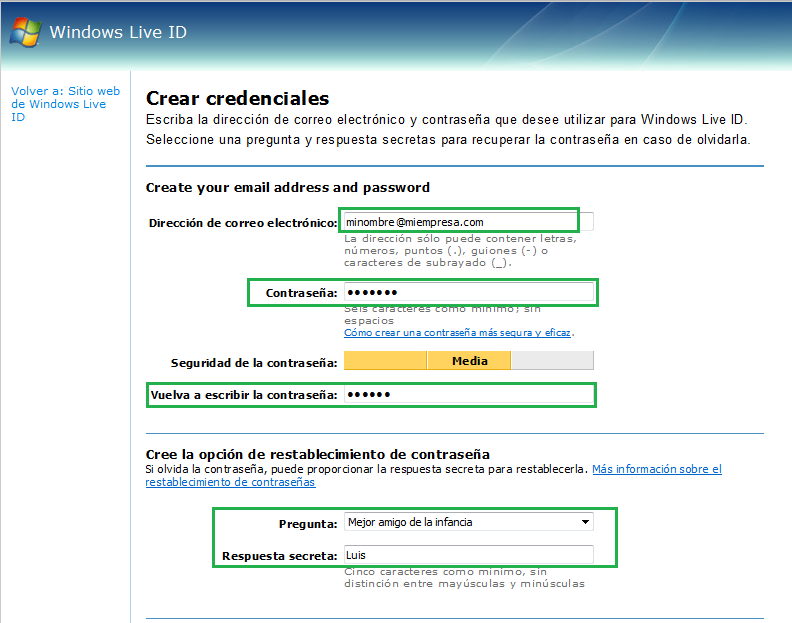 Windows Live ID
Volver a: Sitio web
de Windows Live
ID
Crear credenciales
Escriba la dirección de correo electrónico y contraseña que desee utilizar para Windows Live ID.
Seleccione una pregunta y respuesta secretas para recuperar la contraseña en caso de olvidarla.
Create your email address and password
Dirección de correo electrónico: minombre@miempresa.com
La dirección sólo puede contener letras,
números, puntos (.), guiones (-) o
caracteres de subrayado (_).
Contraseña: •••••••
Seis caracteres como mínimo; sin
espacios
Cómo crear una contraseña más segura y eficaz.
Seguridad de la contraseña: Media
Vuelva a escribir la contraseña: ••••••
Cree la opción de restablecimiento de contraseña
Si olvida la contraseña, puede proporcionar la respuesta secreta para restablecerla. Más información sobre el
restablecimiento de contraseñas
Pregunta: Mejor amigo de la infancia
Respuesta secreta: Luis
Cinco caracteres como mínimo, sin
distinción entre mayúsculas y minúsculas